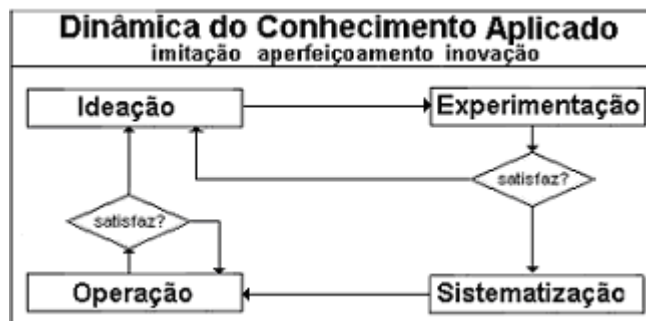 Dinâmica do Conhecimento Aplicado
imitação aperfeiçoamento inovação
Ideação
Experimentação
satisfaz?
satisfaz?
Operação
Sistematização